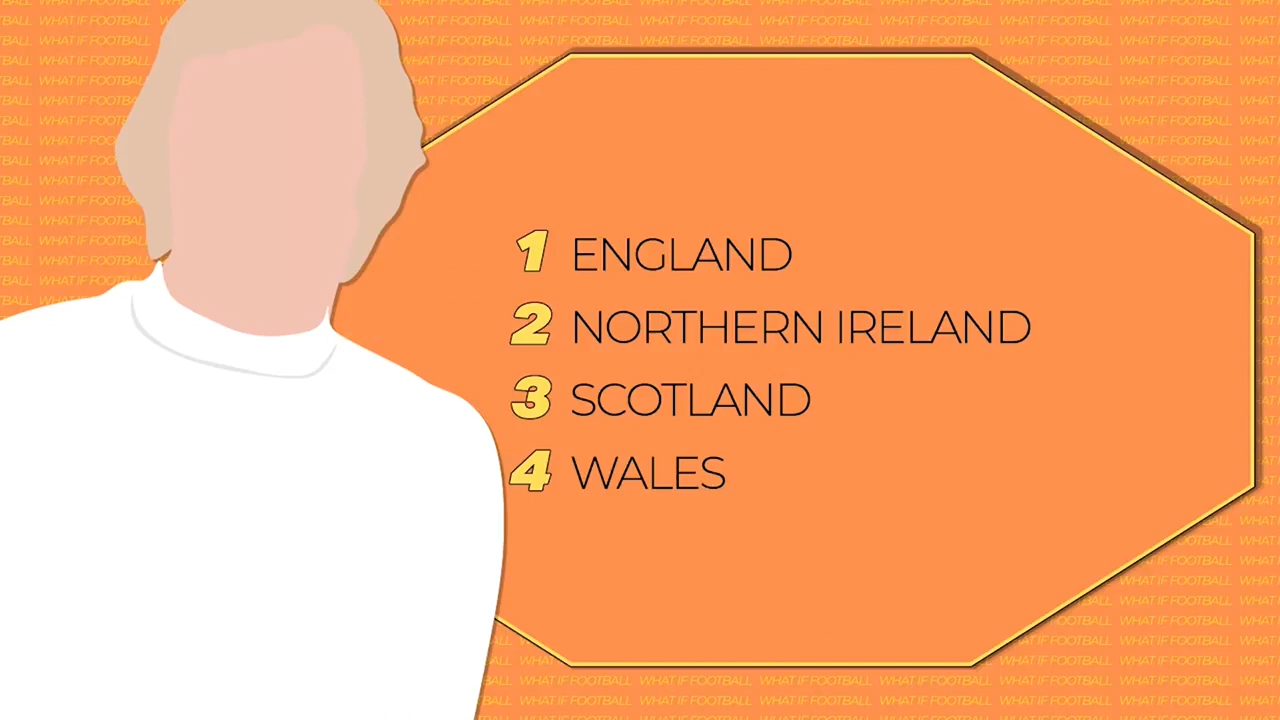 WHAT IF FOOTBALL
1 ENGLAND
2 NORTHERN IRELAND
3 SCOTLAND
4 WALES